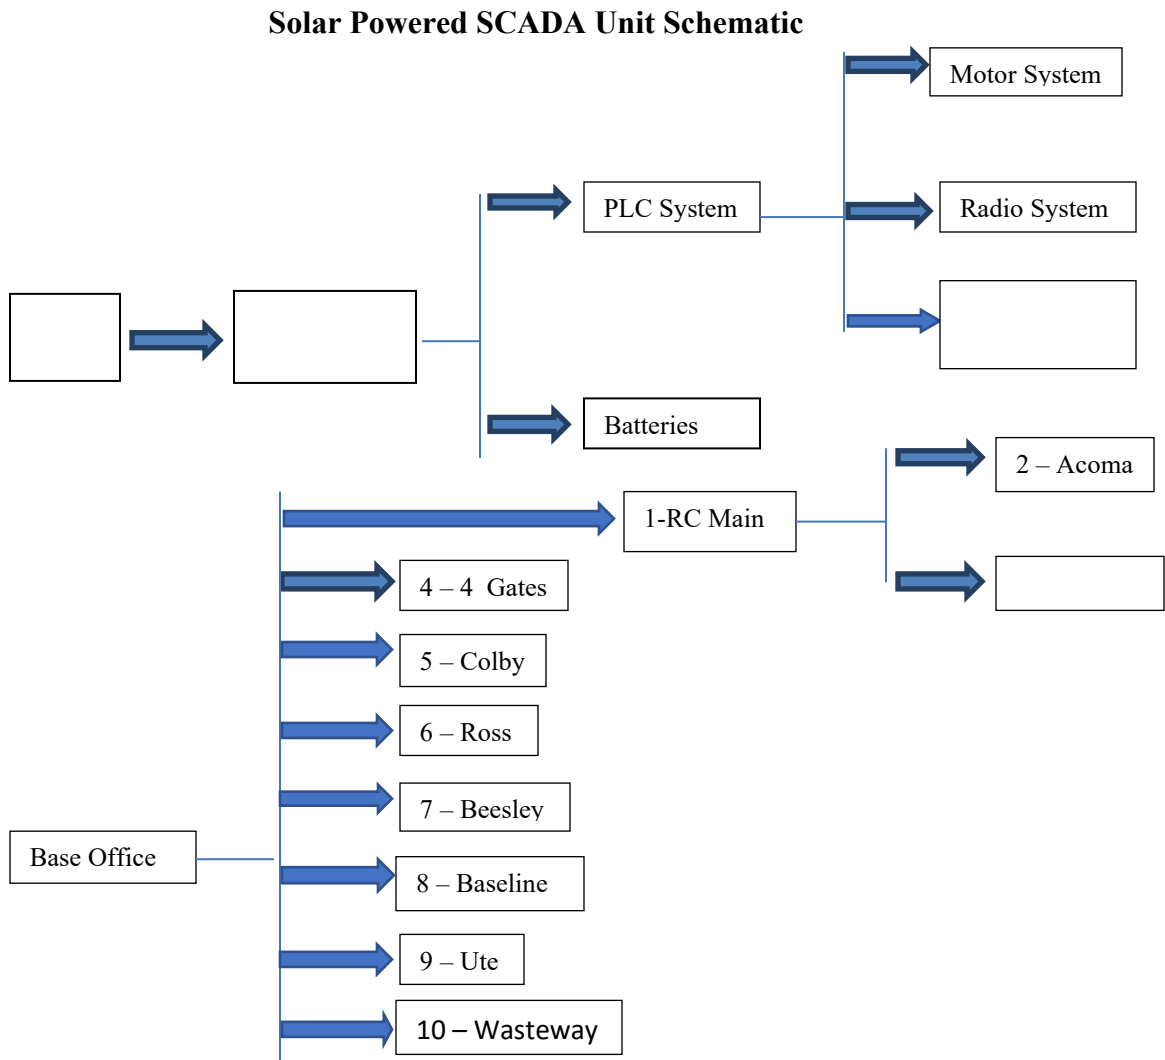 Solar Powered SCADA Unit Schematic
Motor System
PLC System
Radio System
Batteries
2 – Acoma
1-RC Main
4 – 4 Gates
5 – Colby
6 – Ross
7 – Beesley
Base Office
8 – Baseline
9 – Ute
10 – Wasteway